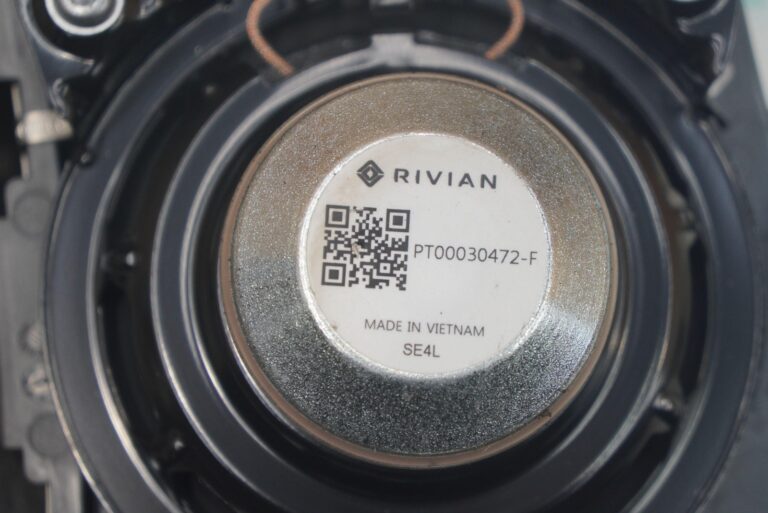 RIVIAN
PT00030472-F
MADE IN VIETNAM
SE4L